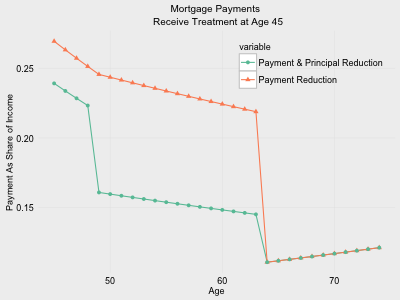 Mortgage Payments
Receive Treatment at Age 45
variable
Payment & Principal Reduction
Payment Reduction
Payment As Share of Income
0.25
0.20
0.15
50
60
70
Age